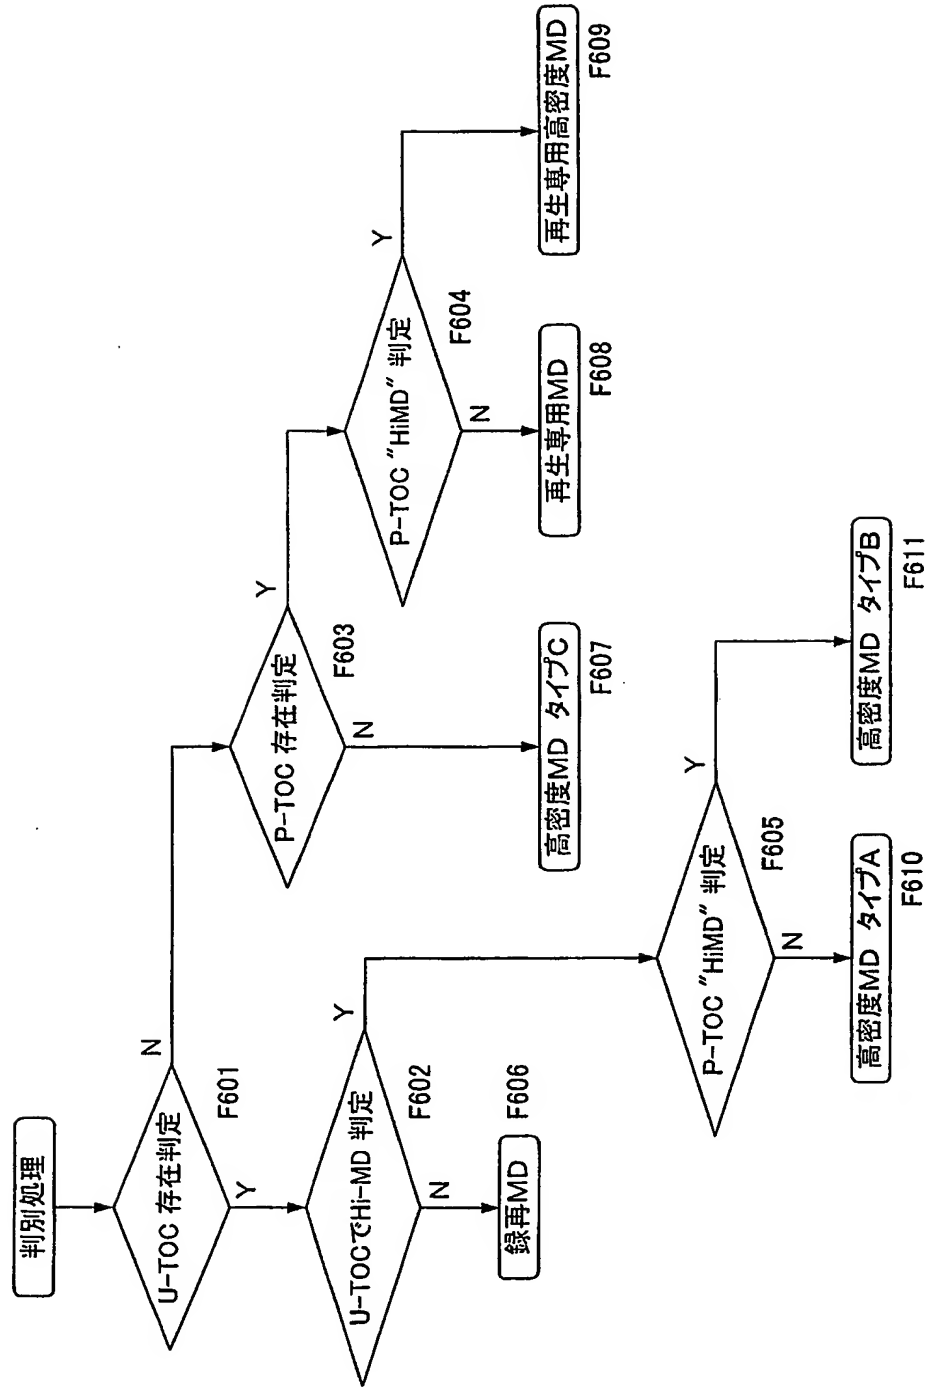 判別処理
U-TOC 存在判定
F601
N
Y
U-TOCでHi-MD 判定
F602
Y
N
録再MD
F606
P-TOC 存在判定
F603
Y
N
高密度MD タイプC
F607
P-TOC "HiMD" 判定
F604
Y
N
再生専用MD
F608
再生専用高密度MD
F609
P-TOC "HiMD" 判定
F605
Y
N
高密度MD タイプA
F610
高密度MD タイプB
F611